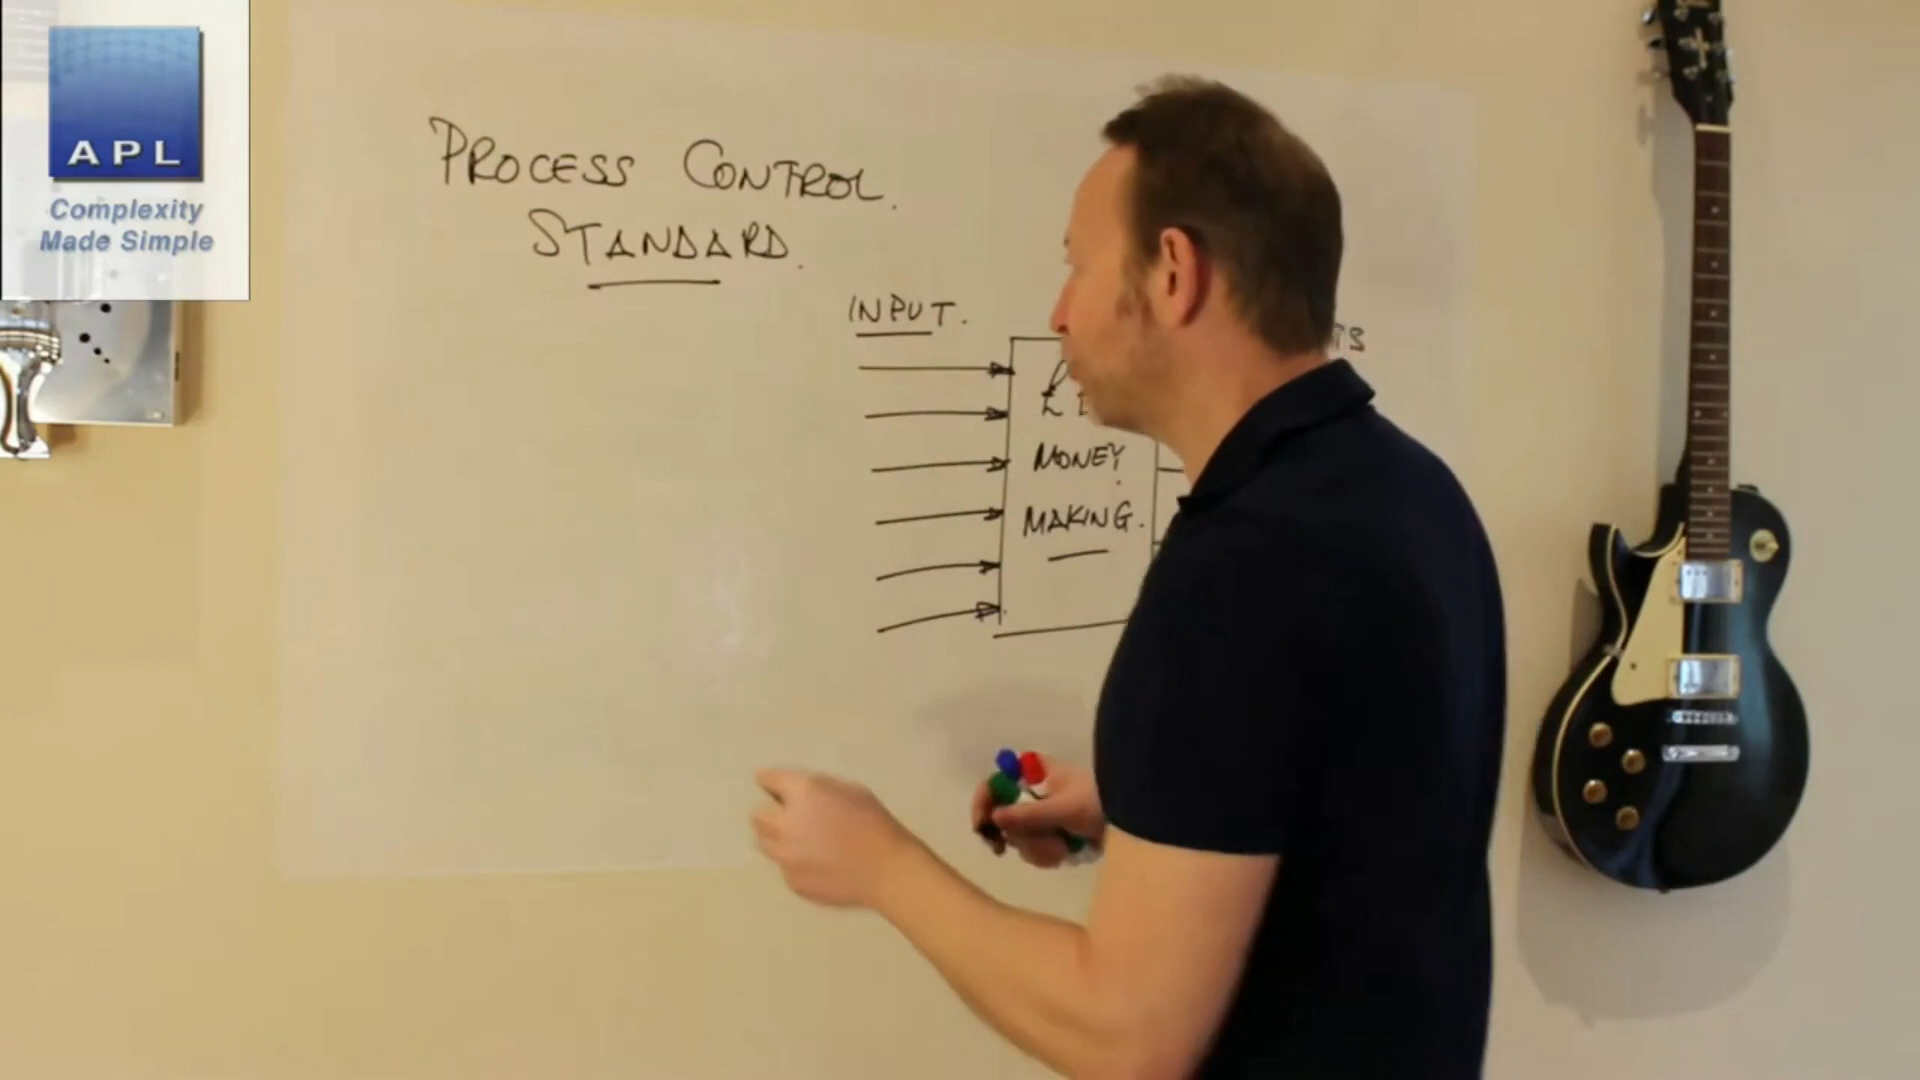 APL
Complexity
Made Simple
PROCESS CONTROL.
STANDARD.
INPUT.
MONEY
MAKING.